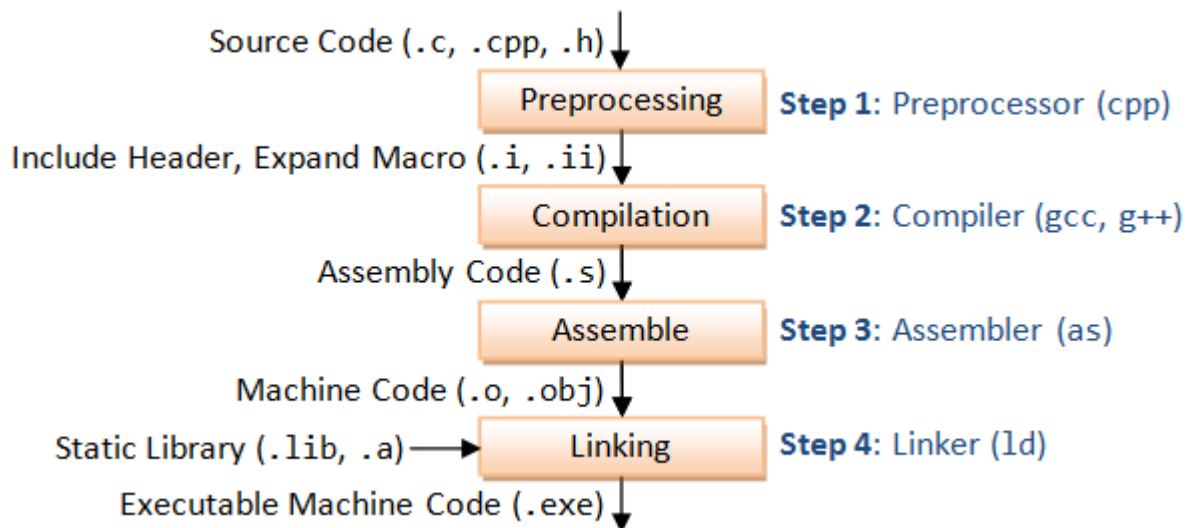 Source Code (.c, .cpp, .h)
Preprocessing
Step 1: Preprocessor (cpp)
Include Header, Expand Macro (.i, .ii)
Compilation
Step 2: Compiler (gcc, g++)
Assembly Code (.s)
Assemble
Step 3: Assembler (as)
Machine Code (.o, .obj)
Static Library (.lib, .a)
Linking
Step 4: Linker (ld)
Executable Machine Code (.exe)